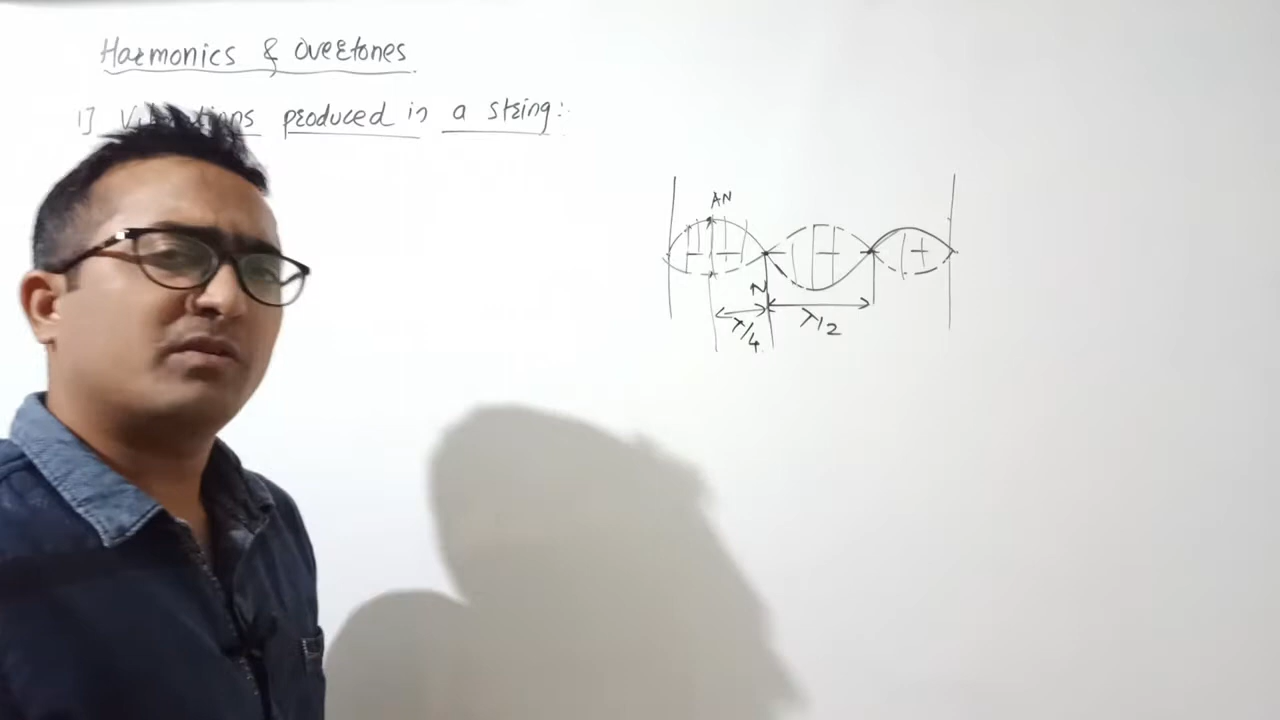 Harmonics & Overtones
1] Vibrations produced in a string:
AN
N
λ/4
λ/2